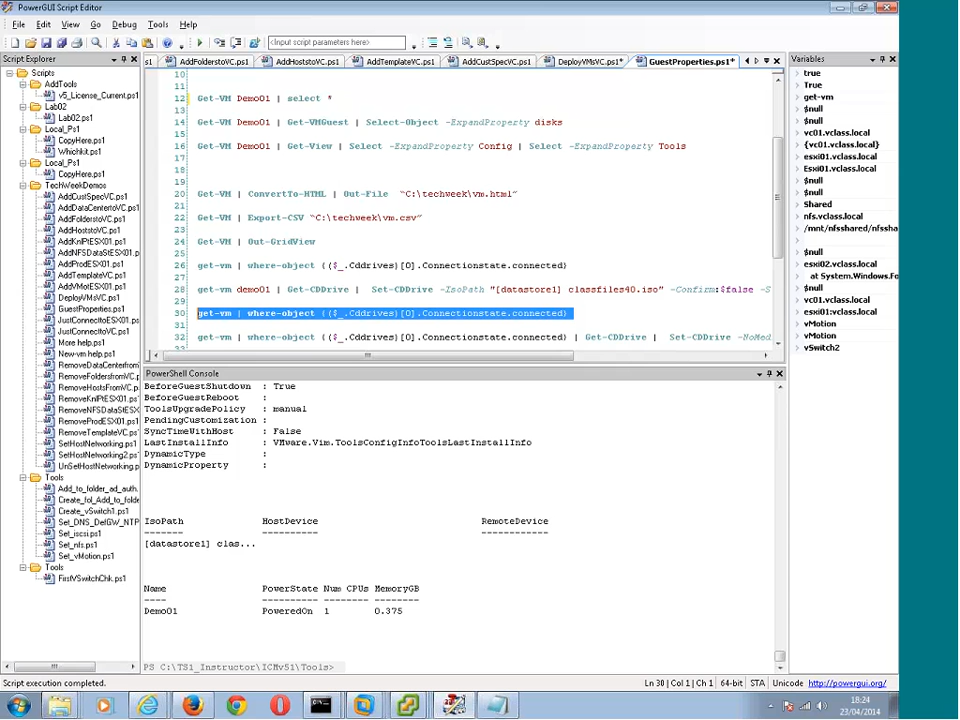 PowerGUI Script Editor
File Edit View Go Debug Tools Help
<Input script parameters here>
Script Explorer
s1 AddFolderstoVC.ps1 AddHoststoVC.ps1 AddTemplateVC.ps1 AddCustSpecVC.ps1 DeployVMsVC.ps1* GuestProperties.ps1*
Variables
Scripts
AddTools
v5_License_Current.ps1
Lab02
Lab02.ps1
Local_Ps1
CopyHere.ps1
Whichkit.ps1
Local_Ps1
CopyHere.ps1
TechWeekDemos
AddCustSpecVC.ps1
AddDataCentertoVC.ps1
AddFolderstoVC.ps1
AddHoststoVC.ps1
AddKnlPtESX01.ps1
AddNFSDataStESX01.ps1
AddProdESX01.ps1
AddTemplateVC.ps1
DeployVMsVC.ps1
GuestProperties.ps1
JustConnecttoESX01.ps1
JustConnecttoVC.ps1
More help.ps1
New-vm help.ps1
RemoveDataCenterfrom
RemoveFoldersfromVC.ps1
RemoveHostsFromVC.ps1
RemoveKnlPtESX01.ps1
RemoveNFSDataStESX01
RemoveProdESX01.ps1
RemoveTemplateVC.ps1
SetHostNetworking.ps1
SetHostNetworking2.ps1
UnSetHostNetworking.ps1
Tools
Add_to_folder_ad_auth.
Create_fol_Add_to_folde
Create_vSwitch1.ps1
Set_DNS_DefGW_NTP
Set_iscsi.ps1
Set_nfs.ps1
Set_vMotion.ps1
Tools
FirstVSwitchChk.ps1
10
11
12 Get-VM Demo01 | select *
13
14 Get-VM Demo01 | Get-VMGuest | Select-Object -ExpandProperty disks
15
16 Get-VM Demo01 | Get-View | Select -ExpandProperty Config | Select -ExpandProperty Tools
17
18
19
20 Get-VM | ConvertTo-HTML | Out-File “C:\techweek\vm.html”
21
22 Get-VM | Export-CSV “C:\techweek\vm.csv”
23
24 Get-VM | Out-GridView
25
26 get-vm | where-object {($_.Cddrives)[0].Connectionstate.connected}
27
28 get-vm demo01 | Get-CDDrive | Set-CDDrive -IsoPath "[datastore1] classfiles40.iso" -Confirm:$false -S
29
30 get-vm | where-object {($_.Cddrives)[0].Connectionstate.connected}
31
32 get-vm | where-object {($_.Cddrives)[0].Connectionstate.connected} | Get-CDDrive | Set-CDDrive -NoMed
33
true
True
get-vm
$null
$null
vc01.vclass.local
{vc01.vclass.local}
esxi01.vclass.local
Esxi01.vclass.local
$null
$null
Shared
nfs.vclass.local
/mnt/nfsshared/nfssha
$null
esxi02.vclass.local
at System.Windows.Fo
$null
vc01.vclass.local
esxi01:vclass.local
vMotion
vMotion
vSwitch2
PowerShell Console
BeforeGuestShutdown : True
BeforeGuestReboot :
ToolsUpgradePolicy : manual
PendingCustomization :
SyncTimeWithHost : False
LastInstallInfo : VMware.Vim.ToolsConfigInfoToolsLastInstallInfo
DynamicType :
DynamicProperty :
IsoPath HostDevice RemoteDevice
------- ---------- ------------
[datastore1] clas...
Name PowerState Num CPUs MemoryGB
---- ---------- -------- --------
Demo01 PoweredOn 1 0.375
PS C:\TS1_Instructor\ICMv51\Tools>
Script execution completed.
Ln 30 | Col 1 | Ch 1 64-bit STA Unicode http://powergui.org/
18:24
23/04/2014